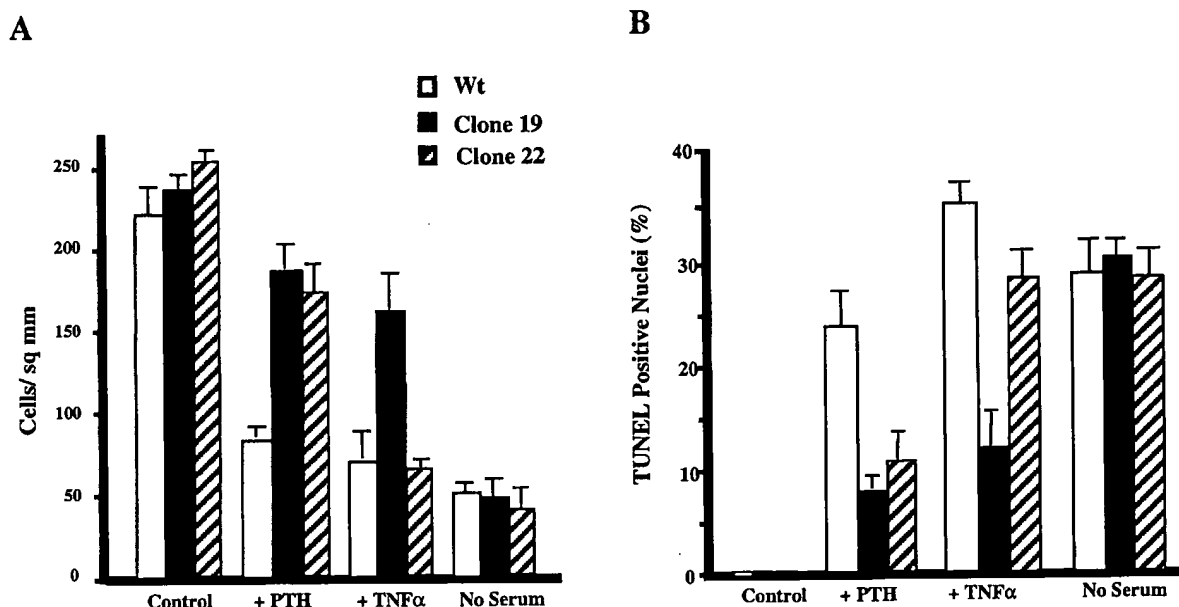 A
Wt
Clone 19
Clone 22
Cells/ sq mm
250
200
150
100
50
0
Control + PTH + TNFα No Serum
B
TUNEL Positive Nuclei (%)
40
30
20
10
0
Control + PTH + TNFα No Serum